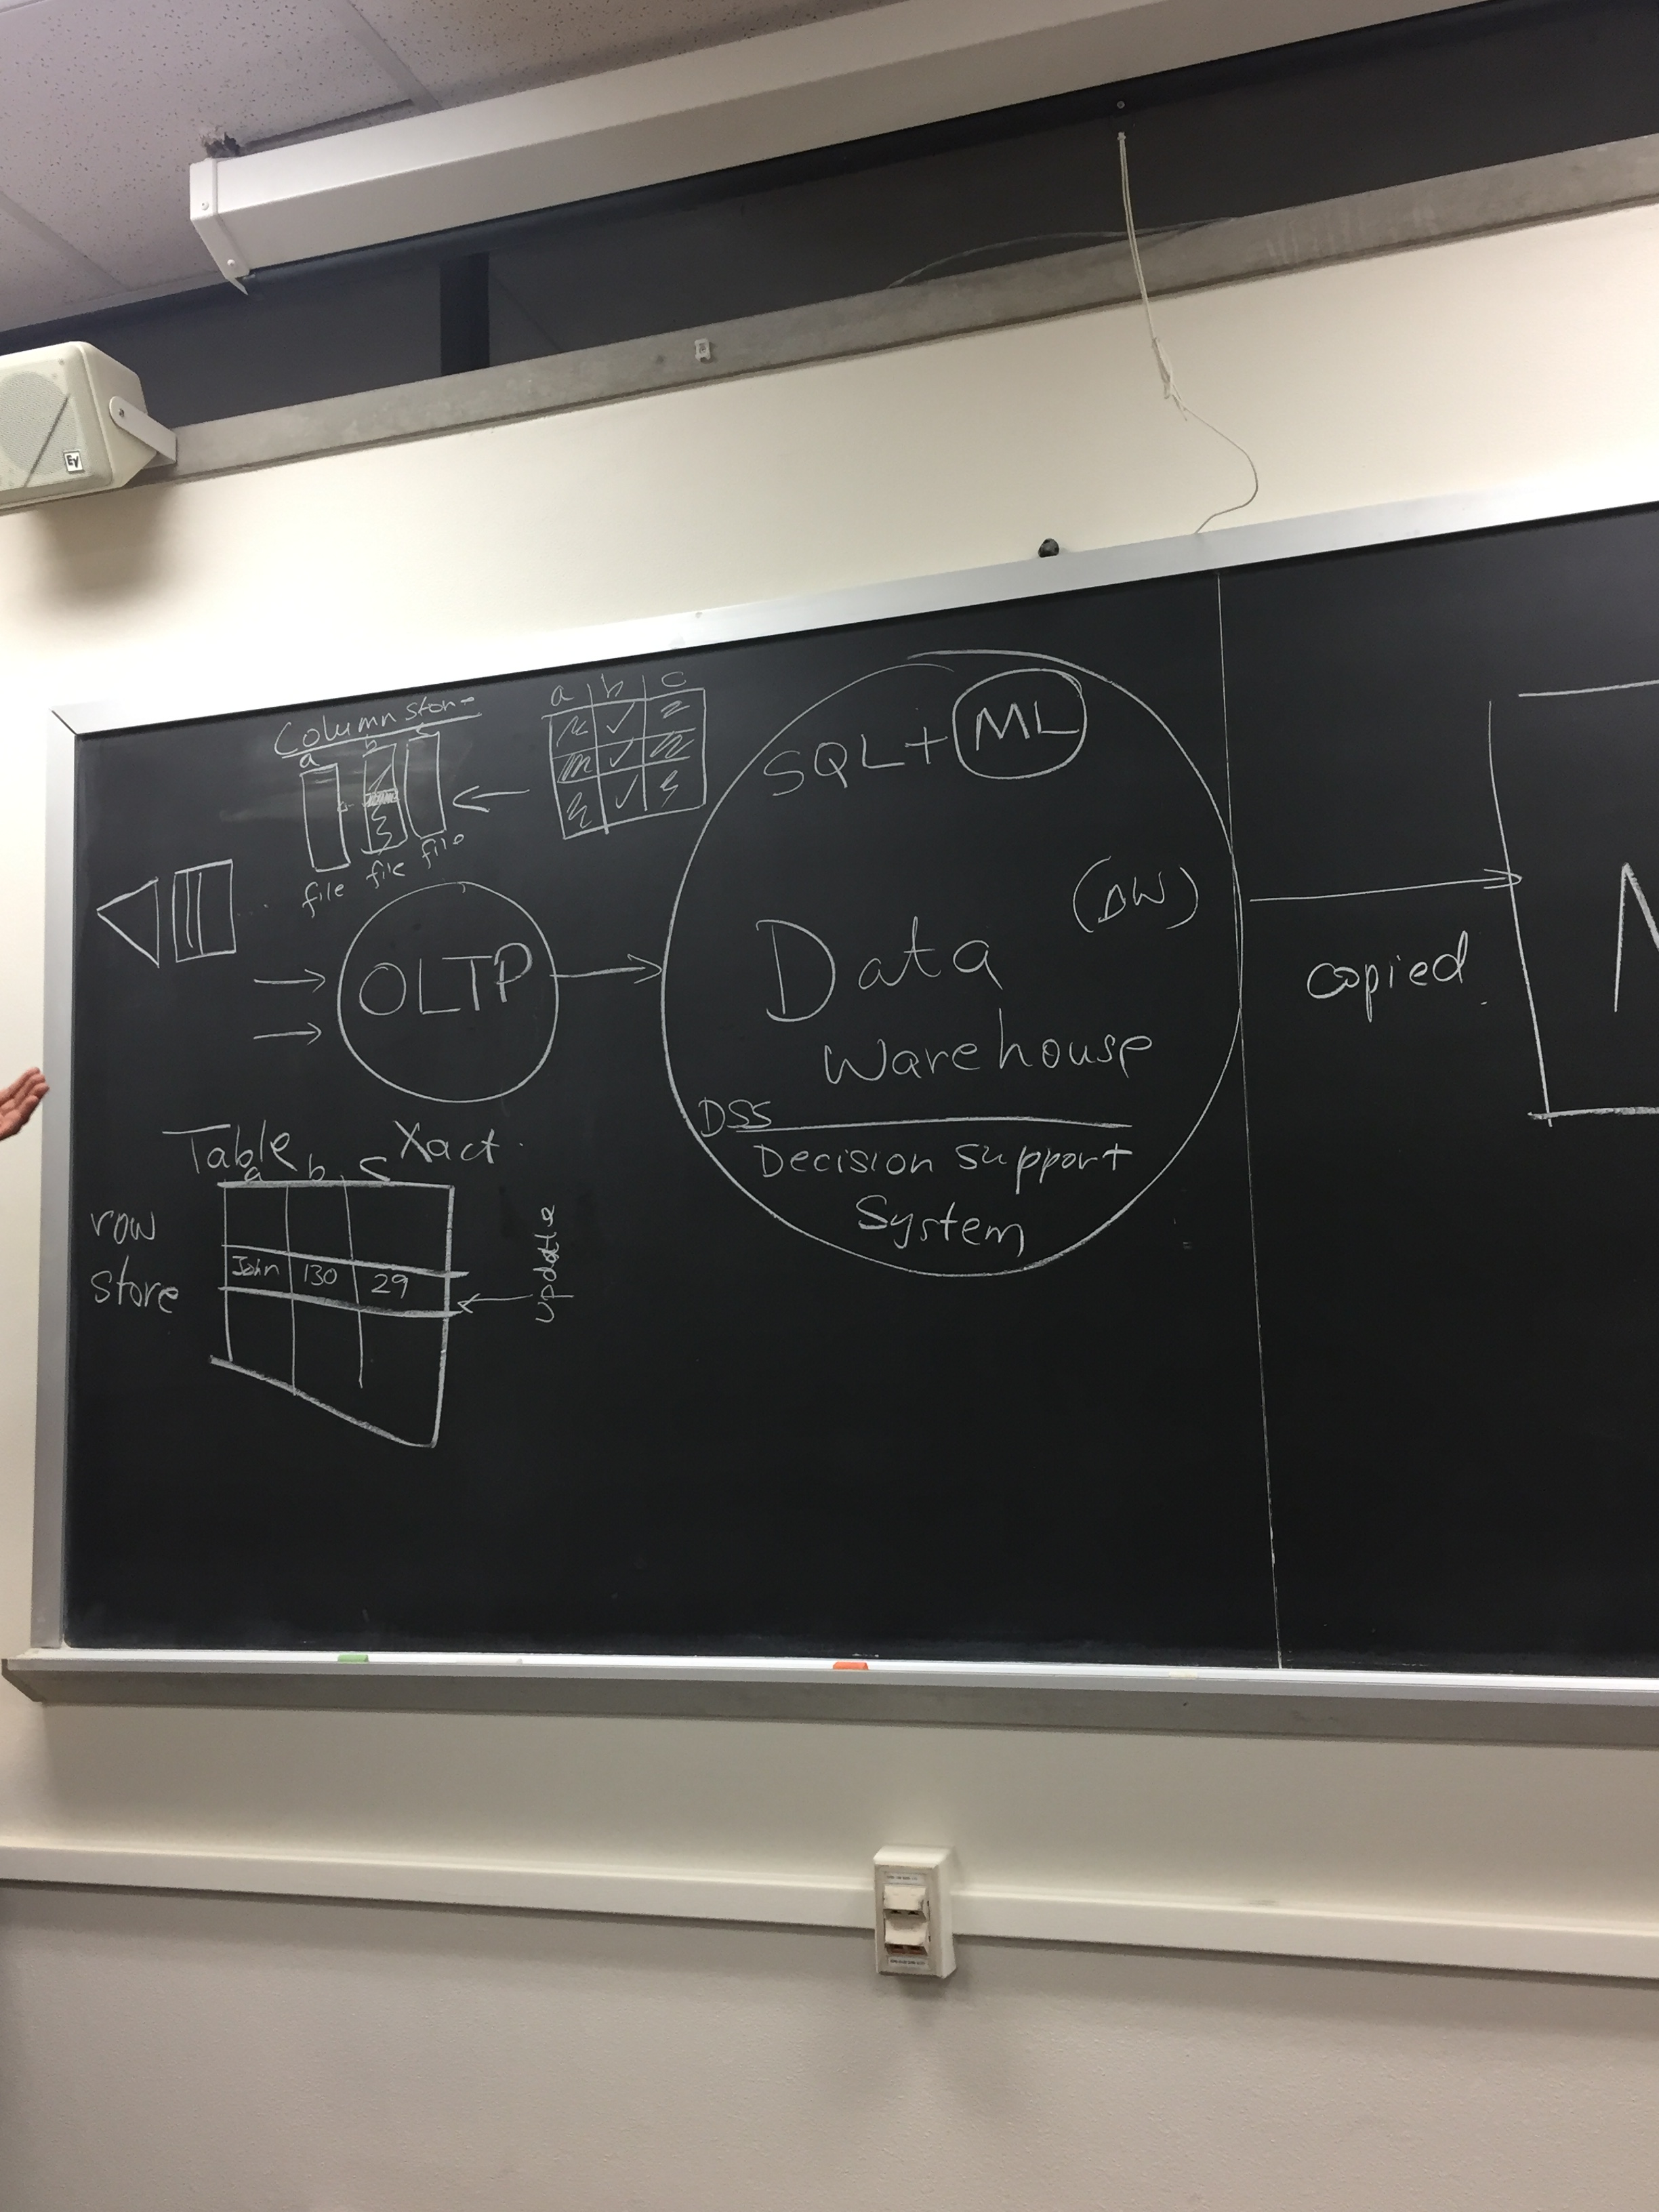 Column store
a b c
file file file
a b c
SQL + ML
(DW)
Data
Warehouse
DSS
Decision Support
System
OLTP
copied
Table Xact.
a b c
row
store
John 130 29
update
EV